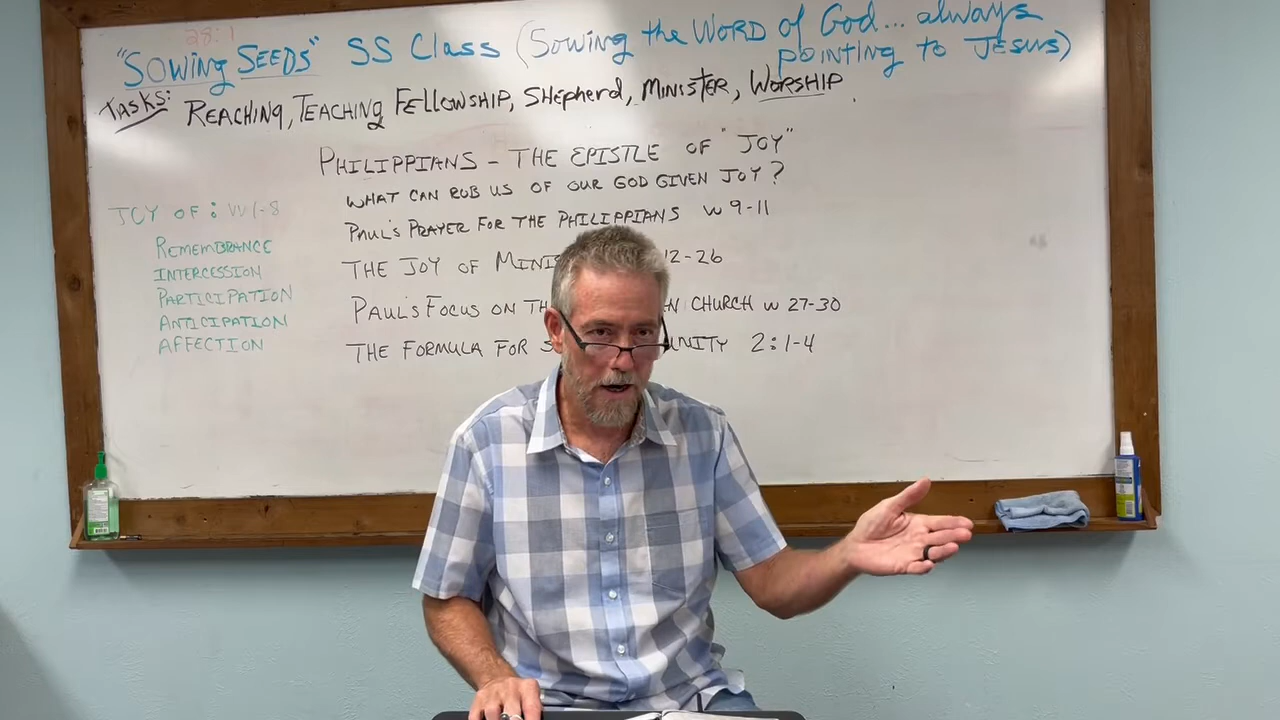 28:1
"SOWING SEEDS" SS Class (SOWING the WORD of God... always
pointing to JESUS)
TASKS: REACHING, TEACHING FELLOWSHIP, SHEPHERD, MINISTER, WORSHIP
PHILIPPIANS - THE EPISTLE OF "JOY"
WHAT CAN ROB US OF OUR GOD GIVEN JOY?
PAUL'S PRAYER FOR THE PHILIPPIANS vv 9-11
THE JOY OF 12-26
PAUL'S FOCUS ON CHURCH vv 27-30
THE FORMULA FOR UNITY 2:1-4
JOY OF: VV 1-8
REMEMBRANCE
INTERCESSION
PARTICIPATION
ANTICIPATION
AFFECTION